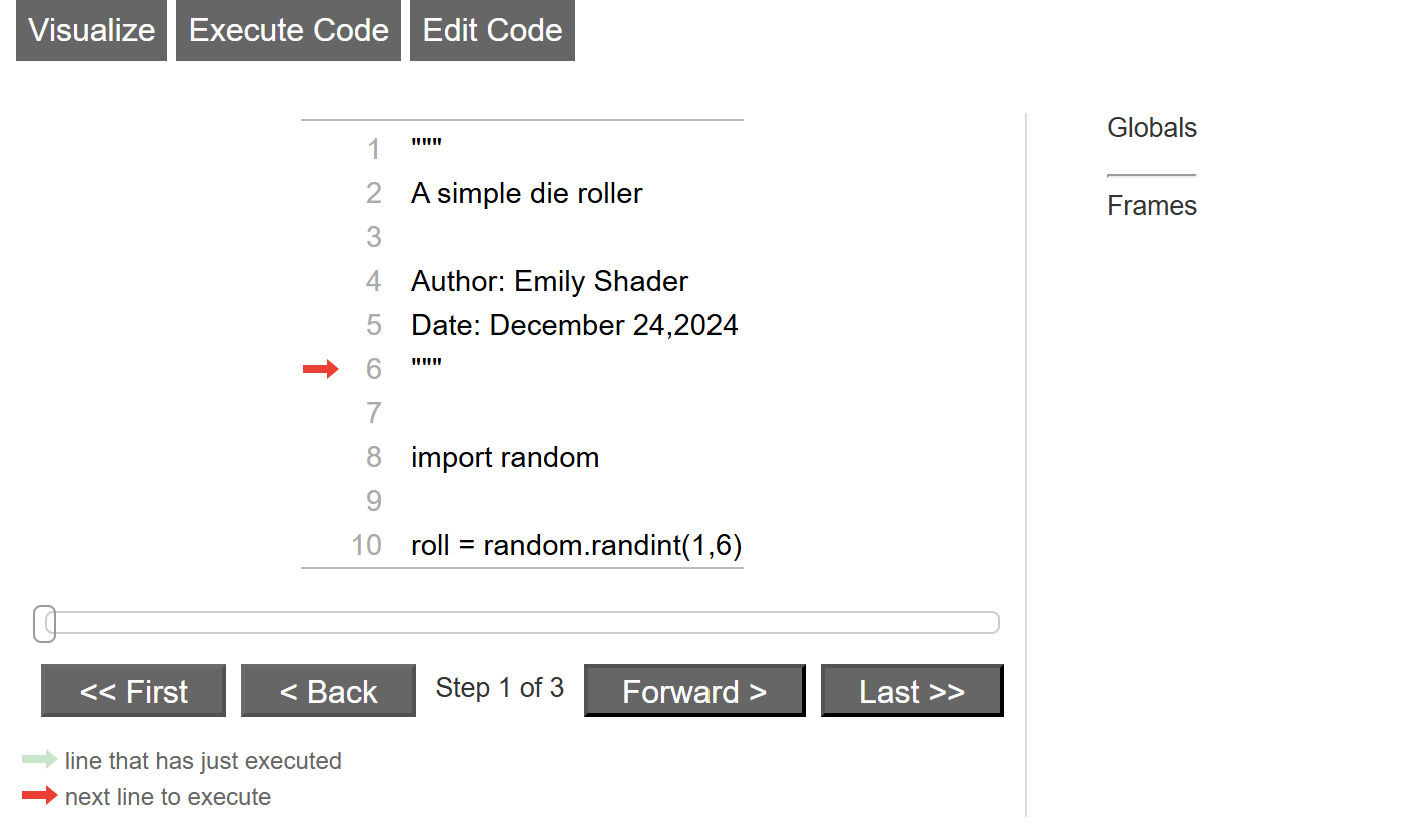 Visualize Execute Code Edit Code
1 """
2 A simple die roller
3
4 Author: Emily Shader
5 Date: December 24,2024
6 """
7
8 import random
9
10 roll = random.randint(1,6)
<< First < Back Step 1 of 3 Forward > Last >>
line that has just executed
next line to execute
Globals
Frames